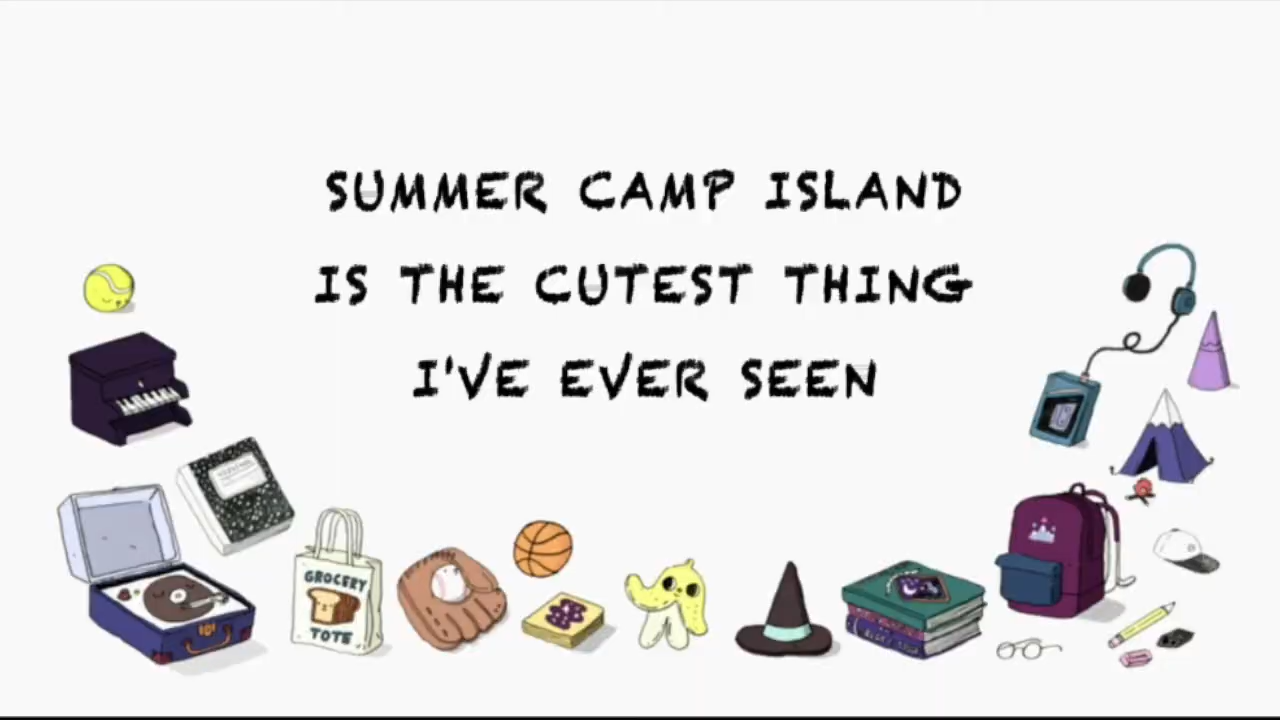 SUMMER CAMP ISLAND
IS THE CUTEST THING
I'VE EVER SEEN
GROCERY
TOTE